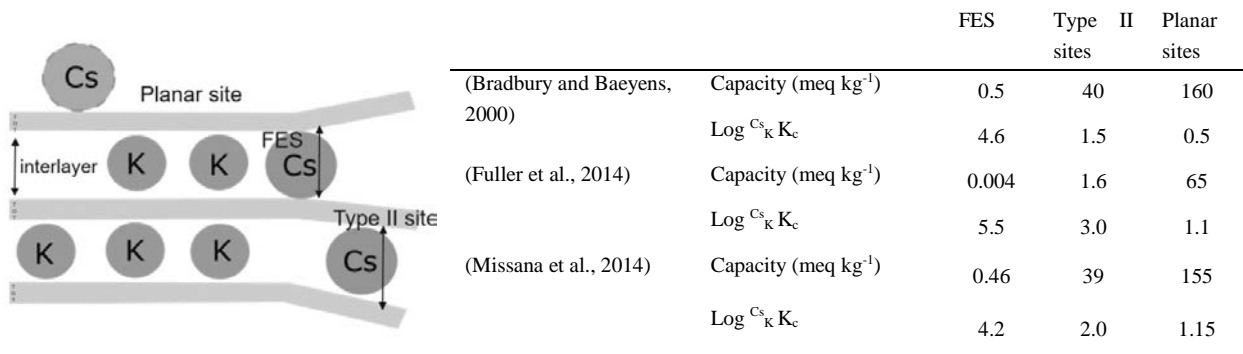 Cs
Planar site
FES
K K Cs
interlayer
Type II site
K K K Cs
FES Type II Planar
sites sites
(Bradbury and Baeyens, 2000) Capacity (meq kg-1) 0.5 40 160
Log CsK Kc 4.6 1.5 0.5
(Fuller et al., 2014) Capacity (meq kg-1) 0.004 1.6 65
Log CsK Kc 5.5 3.0 1.1
(Missana et al., 2014) Capacity (meq kg-1) 0.46 39 155
Log CsK Kc 4.2 2.0 1.15